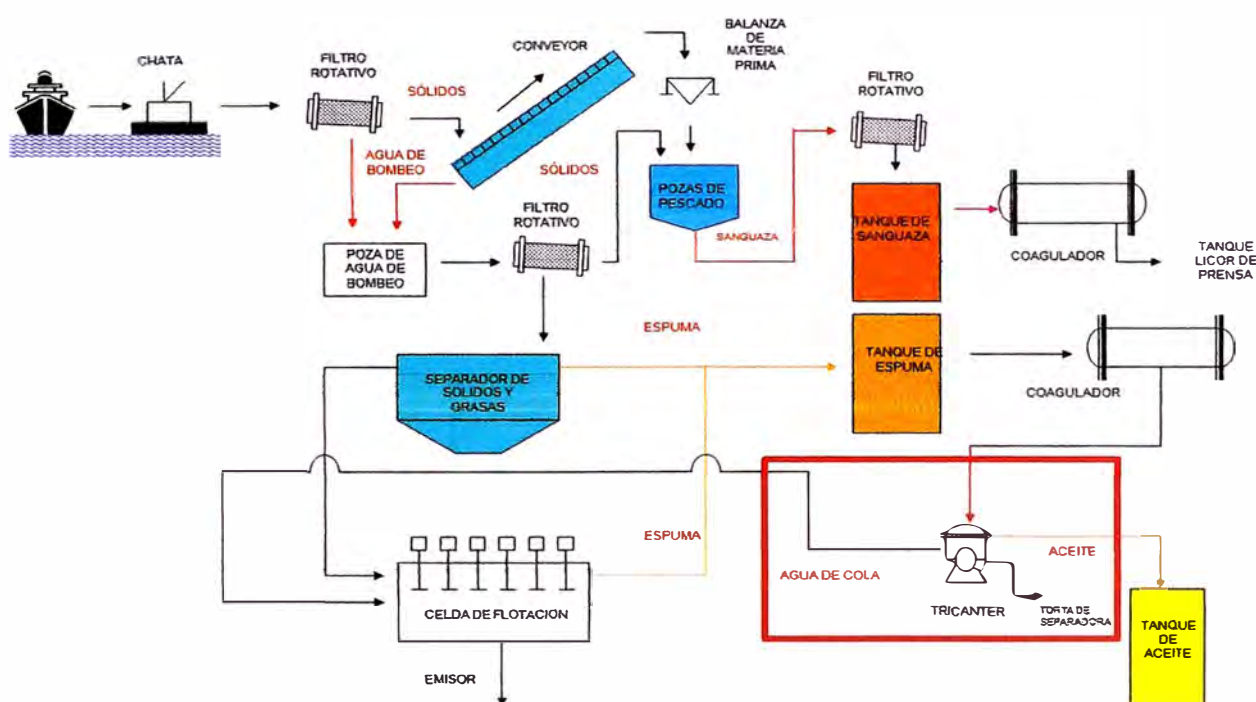 CHATA
FILTRO
ROTATIVO
SÓLIDOS
CONVEYOR
BALANZA
DE
MATERIA
PRIMA
FILTRO
ROTATIVO
AGUA DE
BOMBEO
SÓLIDOS
POZAS DE
PESCADO
FILTRO
ROTATIVO
SANGUAZA
TANQUE DE
SANGUAZA
COAGULADOR
TANQUE
LICOR DE
PRENSA
POZA DE
AGUA DE
BOMBEO
ESPUMA
SEPARADOR DE
SOLIDOS Y
GRASAS
TANQUE DE
ESPUMA
COAGULADOR
ESPUMA
AGUA DE COLA
ACEITE
CELDA DE FLOTACION
TRICANTER
TORTA DE
SEPARADORA
TANQUE
DE
ACEITE
EMISOR